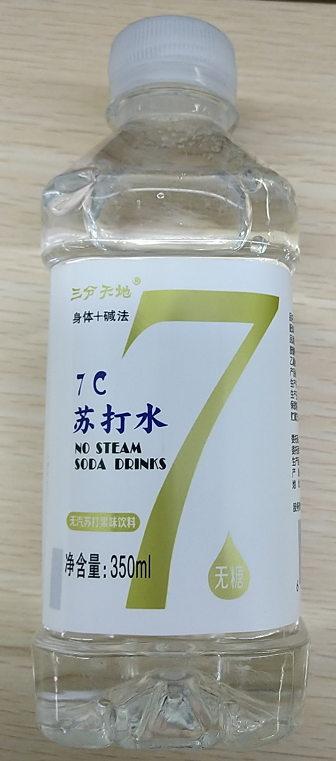 三分天地®
身体+碱法
7
7C
苏打水
NO STEAM
SODA DRINKS
无汽苏打果味饮料
净含量:350ml
无糖